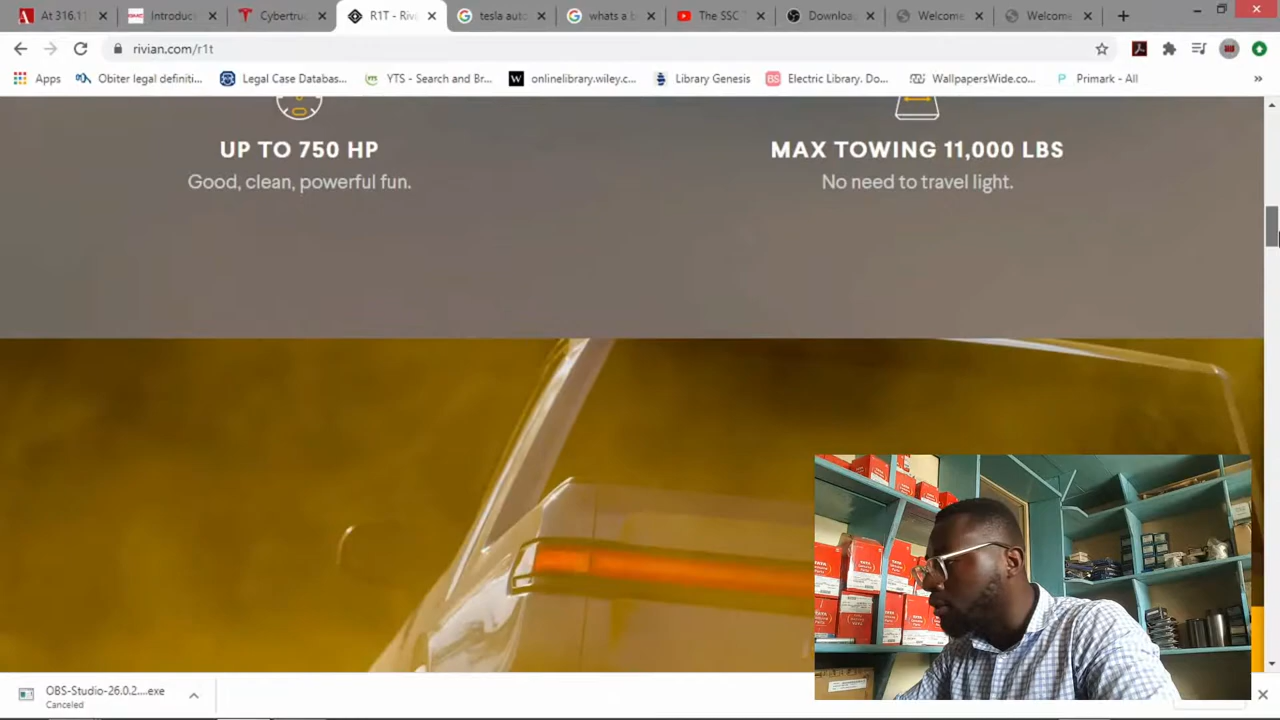 At 316.11
Introduc
Cybertru
R1T - Rivi
tesla auto
whats a b
The SSC T
Downloa
Welcome
Welcome
rivian.com/r1t
Apps
Obiter legal definiti...
Legal Case Databas...
YTS - Search and Br...
onlinelibrary.wiley.c...
Library Genesis
Electric Library. Do...
WallpapersWide.co...
Primark - All
»
UP TO 750 HP
Good, clean, powerful fun.
MAX TOWING 11,000 LBS
No need to travel light.
OBS-Studio-26.0.2....exe
Canceled